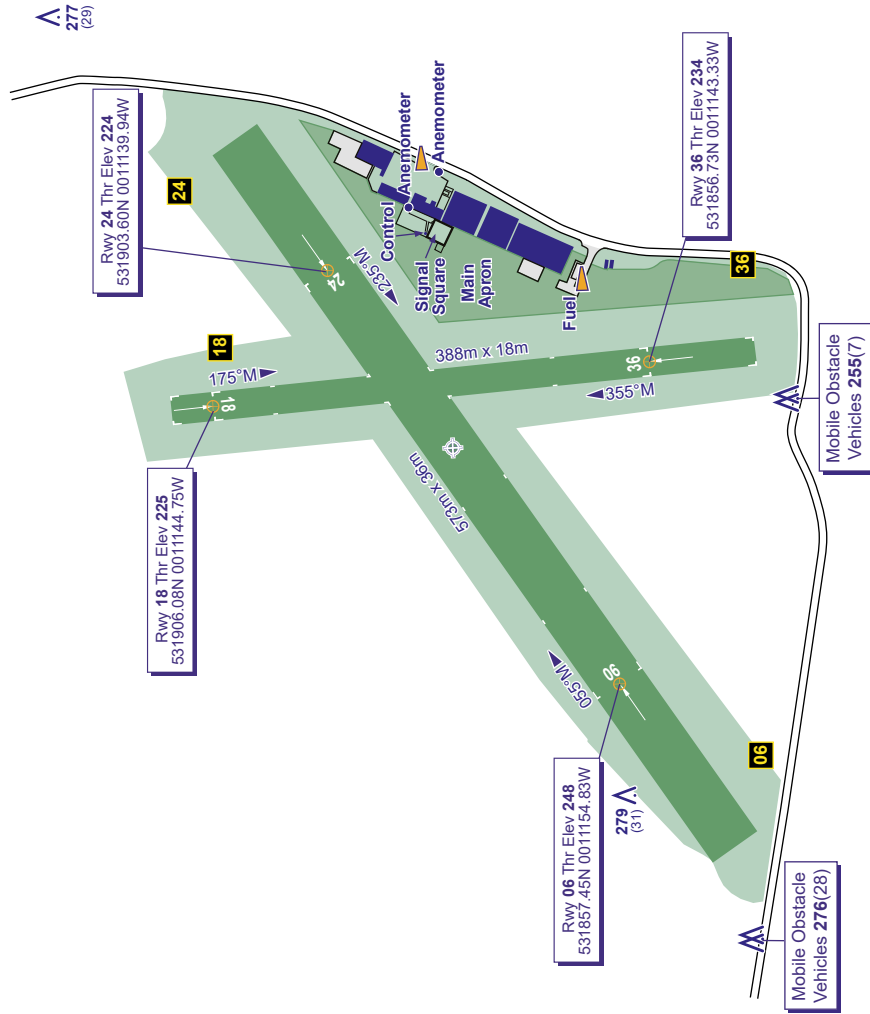 277
(29)
Rwy 24 Thr Elev 224
531903.60N 0011139.94W
24
Anemometer
Anemometer
Control
Signal
Square
Main
Apron
Fuel
24
235°M
18
175°M
18
388m x 18m
Rwy 36 Thr Elev 234
531856.73N 0011143.33W
36
36
355°M
Rwy 18 Thr Elev 225
531906.08N 0011144.75W
573m x 36m
Mobile Obstacle
Vehicles 255(7)
055°M
06
Rwy 06 Thr Elev 248
531857.45N 0011154.83W
279
(31)
06
Mobile Obstacle
Vehicles 276(28)